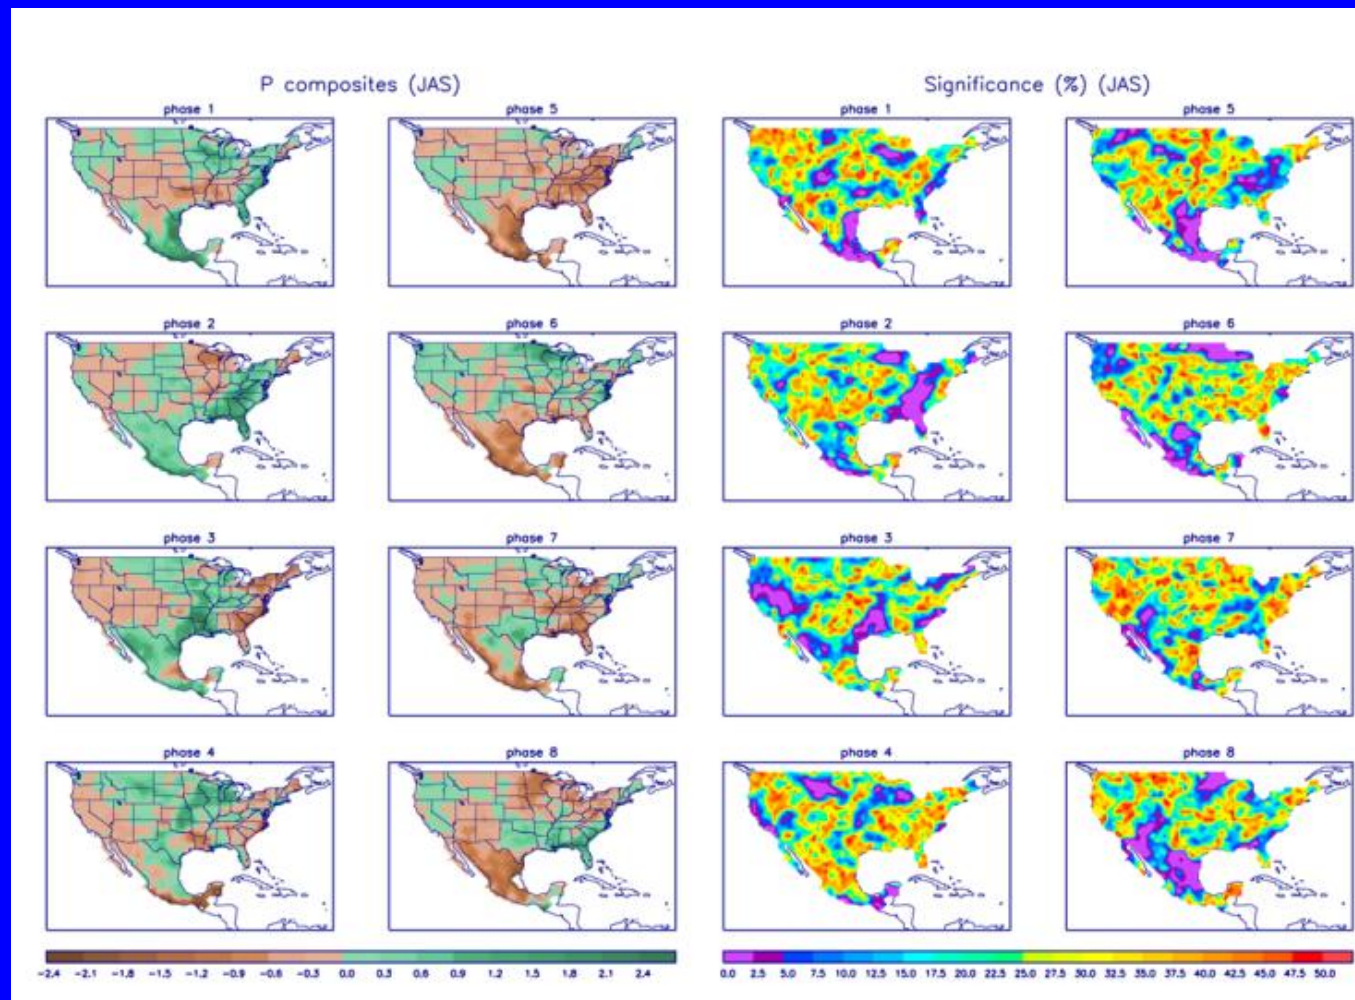 P composites (JAS) Significance (%) (JAS)
phase 1 phase 5 phase 1 phase 5
phase 2 phase 6 phase 2 phase 6
phase 3 phase 7 phase 3 phase 7
phase 4 phase 8 phase 4 phase 8
-2.4 -2.1 -1.8 -1.5 -1.2 -0.9 -0.6 -0.3 0.0 0.3 0.6 0.9 1.2 1.5 1.8 2.1 2.4 0.0 2.5 5.0 7.5 10.0 12.5 15.0 17.5 20.0 22.5 25.0 27.5 30.0 32.5 35.0 37.5 40.0 42.5 45.0 47.5 50.0